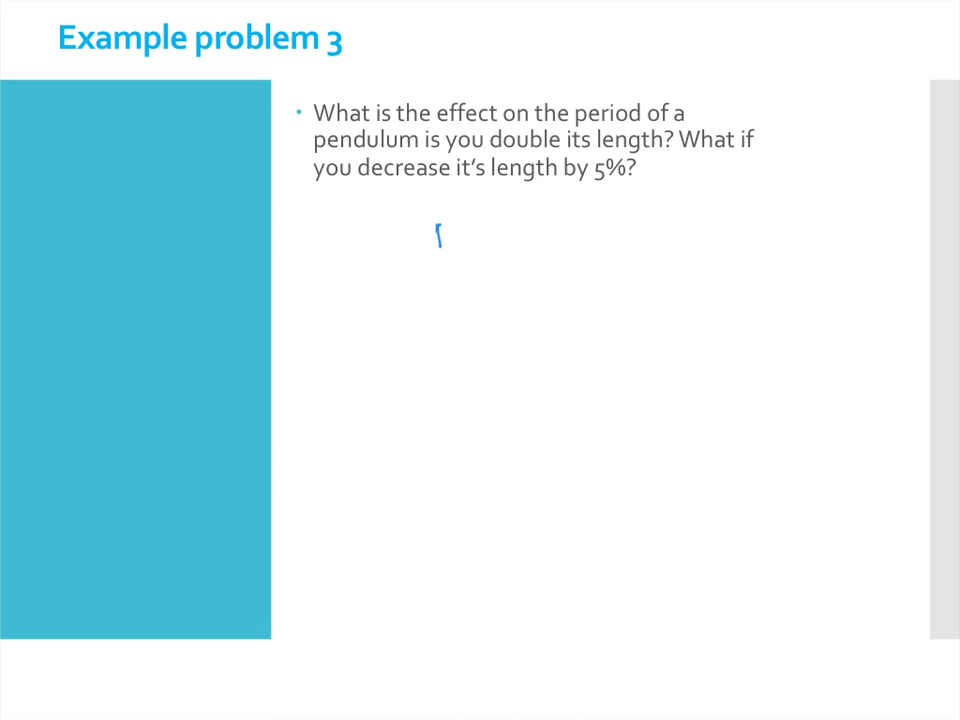 Example problem 3
• What is the effect on the period of a
pendulum is you double its length? What if
you decrease it's length by 5%?